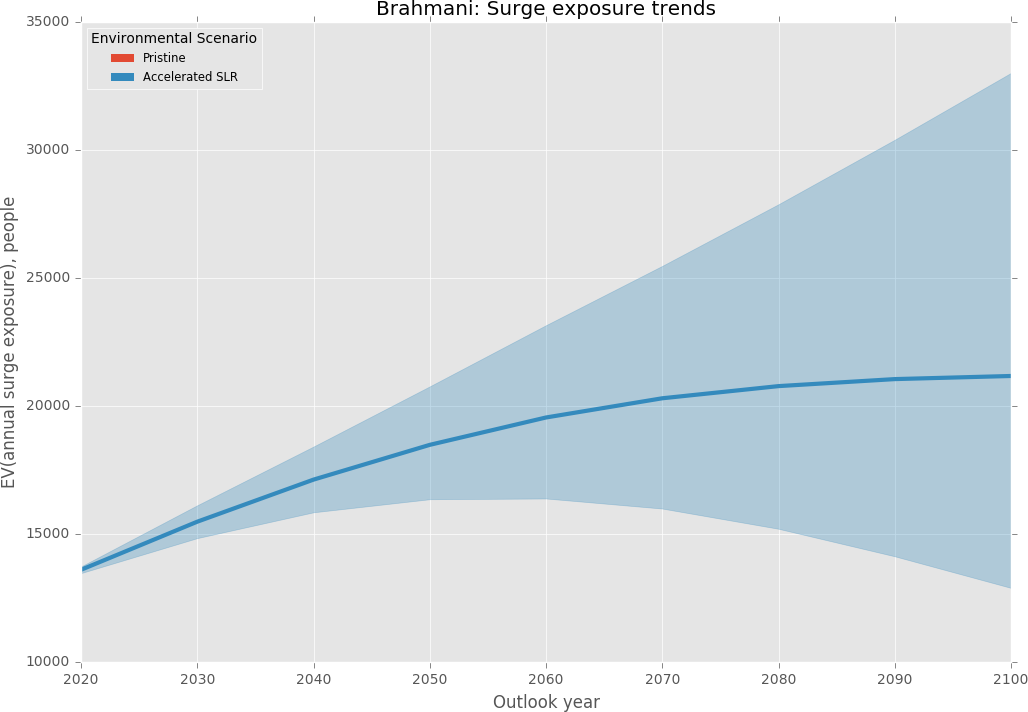 Brahmani: Surge exposure trends
35000
30000
25000
20000
15000
10000
EV(annual surge exposure), people
Environmental Scenario
Pristine
Accelerated SLR
2020 2030 2040 2050 2060 2070 2080 2090 2100
Outlook year